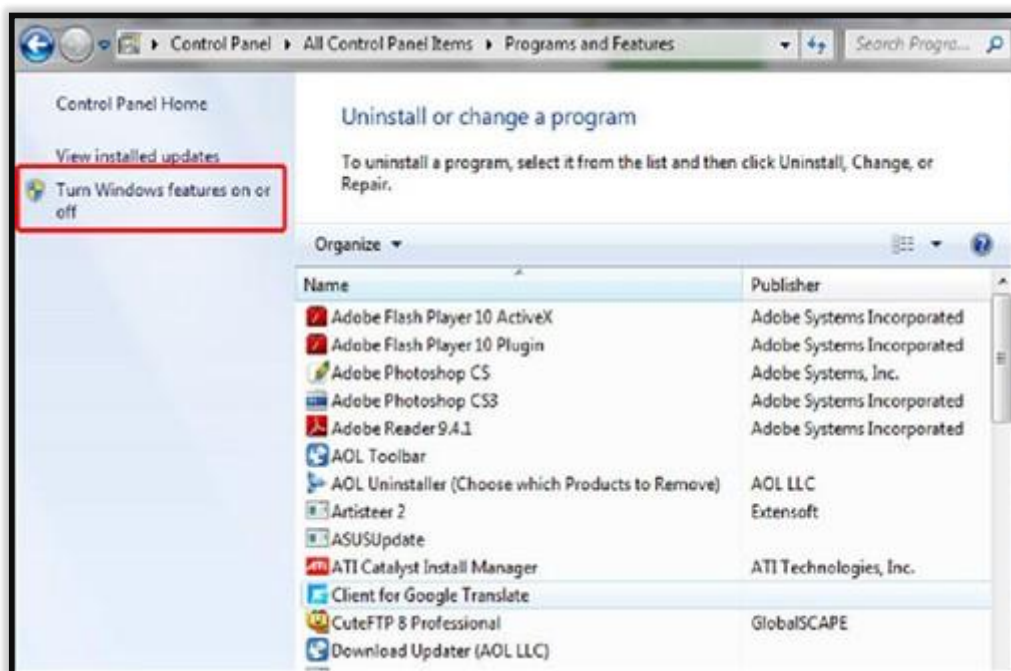 Control Panel ▸ All Control Panel Items ▸ Programs and Features
Search Progra...
Control Panel Home
View installed updates
Turn Windows features on or
off
Uninstall or change a program
To uninstall a program, select it from the list and then click Uninstall, Change, or
Repair.
Organize
Name Publisher
Adobe Flash Player 10 ActiveX Adobe Systems Incorporated
Adobe Flash Player 10 Plugin Adobe Systems Incorporated
Adobe Photoshop CS Adobe Systems, Inc.
Adobe Photoshop CS3 Adobe Systems Incorporated
Adobe Reader 9.4.1 Adobe Systems Incorporated
AOL Toolbar
AOL Uninstaller (Choose which Products to Remove) AOL LLC
Artisteer 2 Extensoft
ASUSUpdate
ATI Catalyst Install Manager ATI Technologies, Inc.
Client for Google Translate
CuteFTP 8 Professional GlobalSCAPE
Download Updater (AOL LLC)